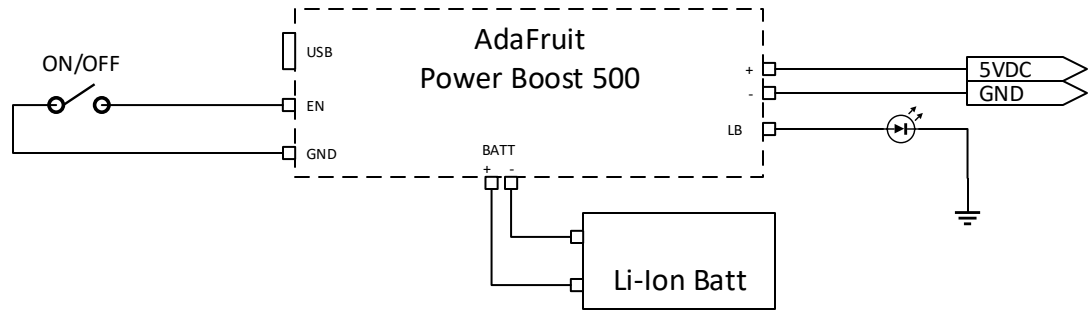 AdaFruit
Power Boost 500
USB
ON/OFF
EN
GND
+
-
LB
5VDC
GND
BATT
+ -
Li-Ion Batt